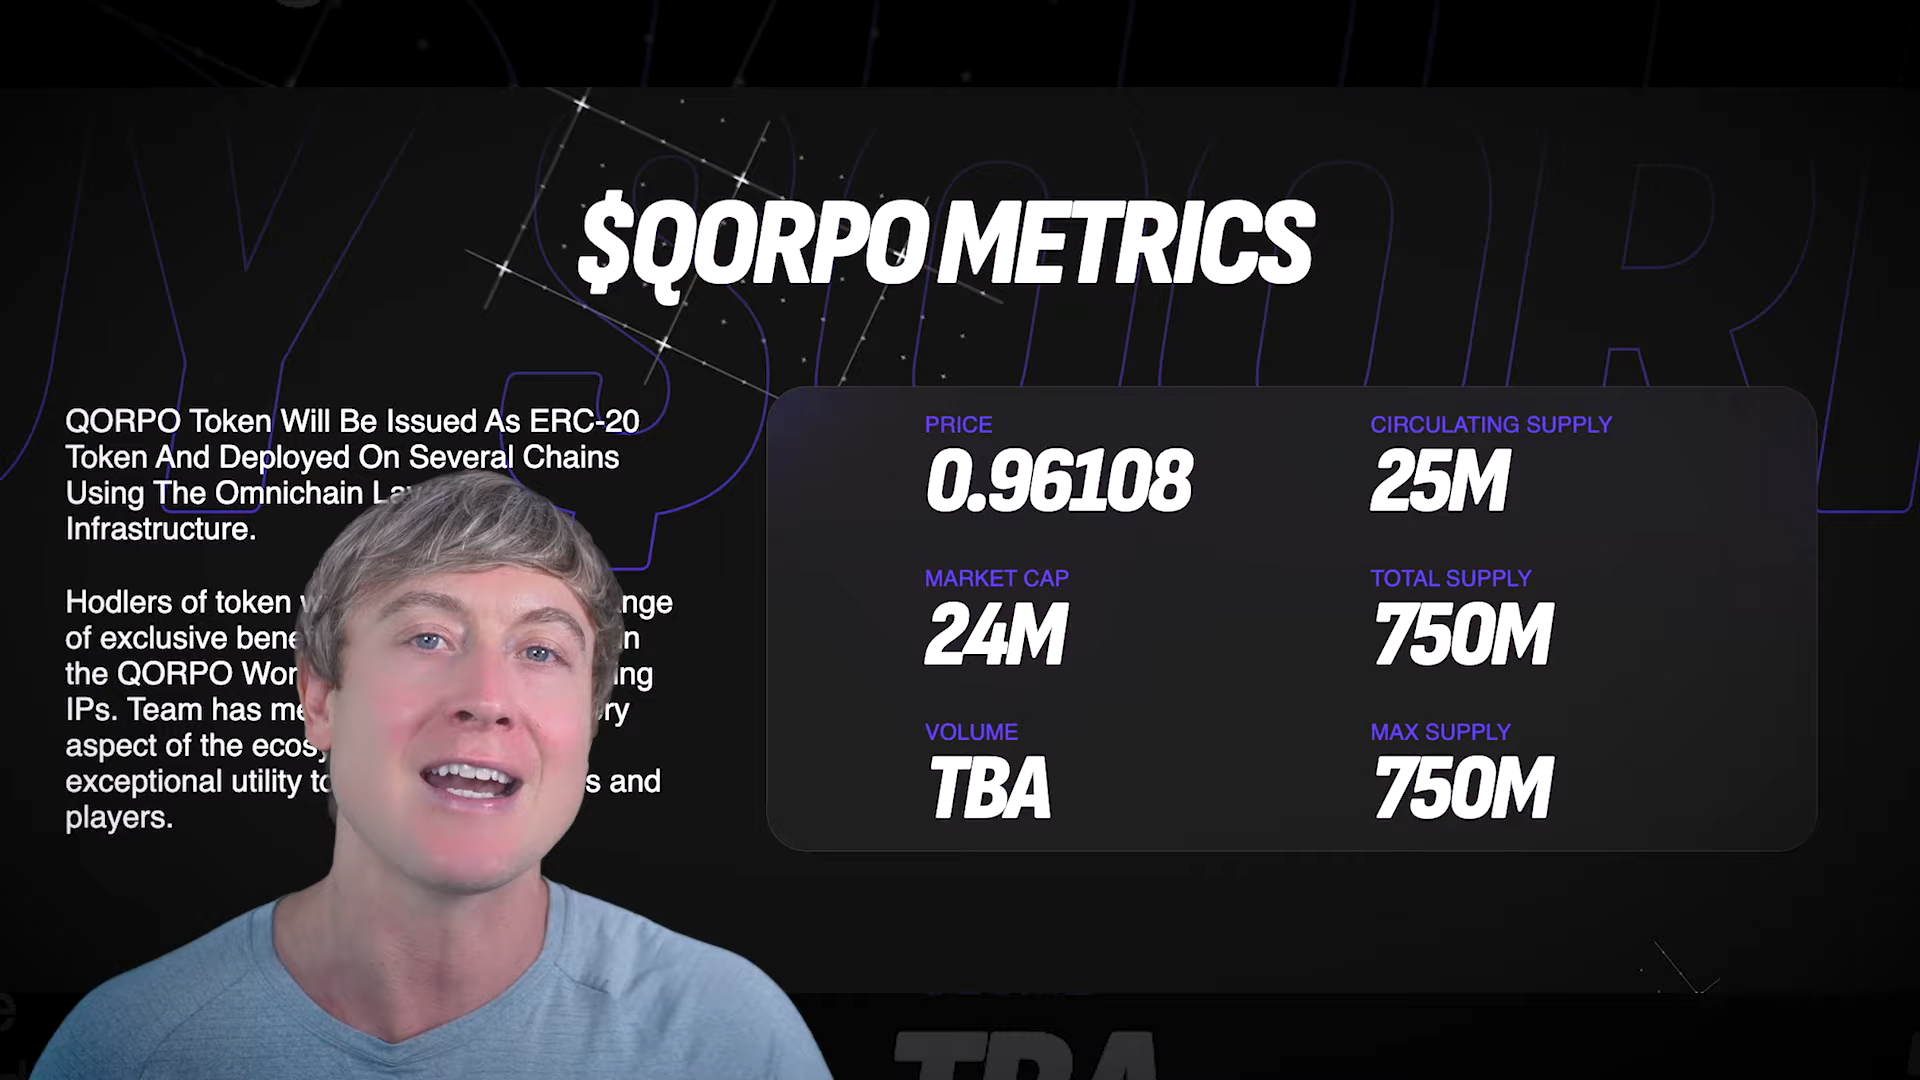 $QORPO METRICS
QORPO Token Will Be Issued As ERC-20
Token And Deployed On Several Chains
Using The Omnichain
Infrastructure.
Hodlers of token
of exclusive
the QORPO
IPs. Team has
aspect of the
exceptional utility and
players.
PRICE
0.96108
CIRCULATING SUPPLY
25M
MARKET CAP
24M
TOTAL SUPPLY
750M
VOLUME
TBA
MAX SUPPLY
750M
TBA